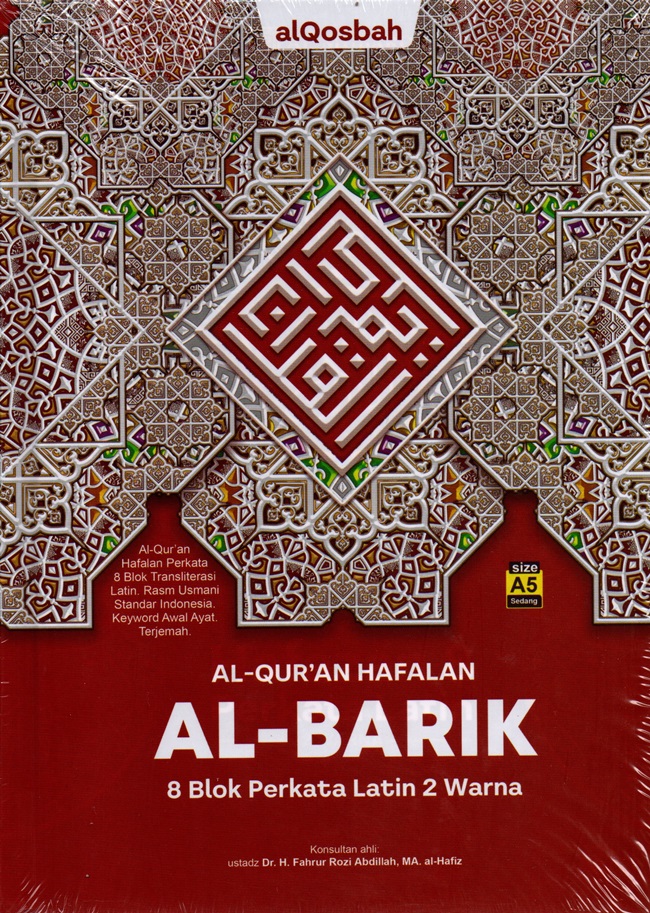 alQosbah
Al-Qur'an
Hafalan Perkata
8 Blok Transliterasi
Latin. Rasm Usmani
Standar Indonesia.
Keyword Awal Ayat.
Terjemah.
size
A5
Sedang
AL-QUR'AN HAFALAN
AL-BARIK
8 Blok Perkata Latin 2 Warna
Konsultan ahli:
ustadz Dr. H. Fahrur Rozi Abdillah, MA. al-Hafiz